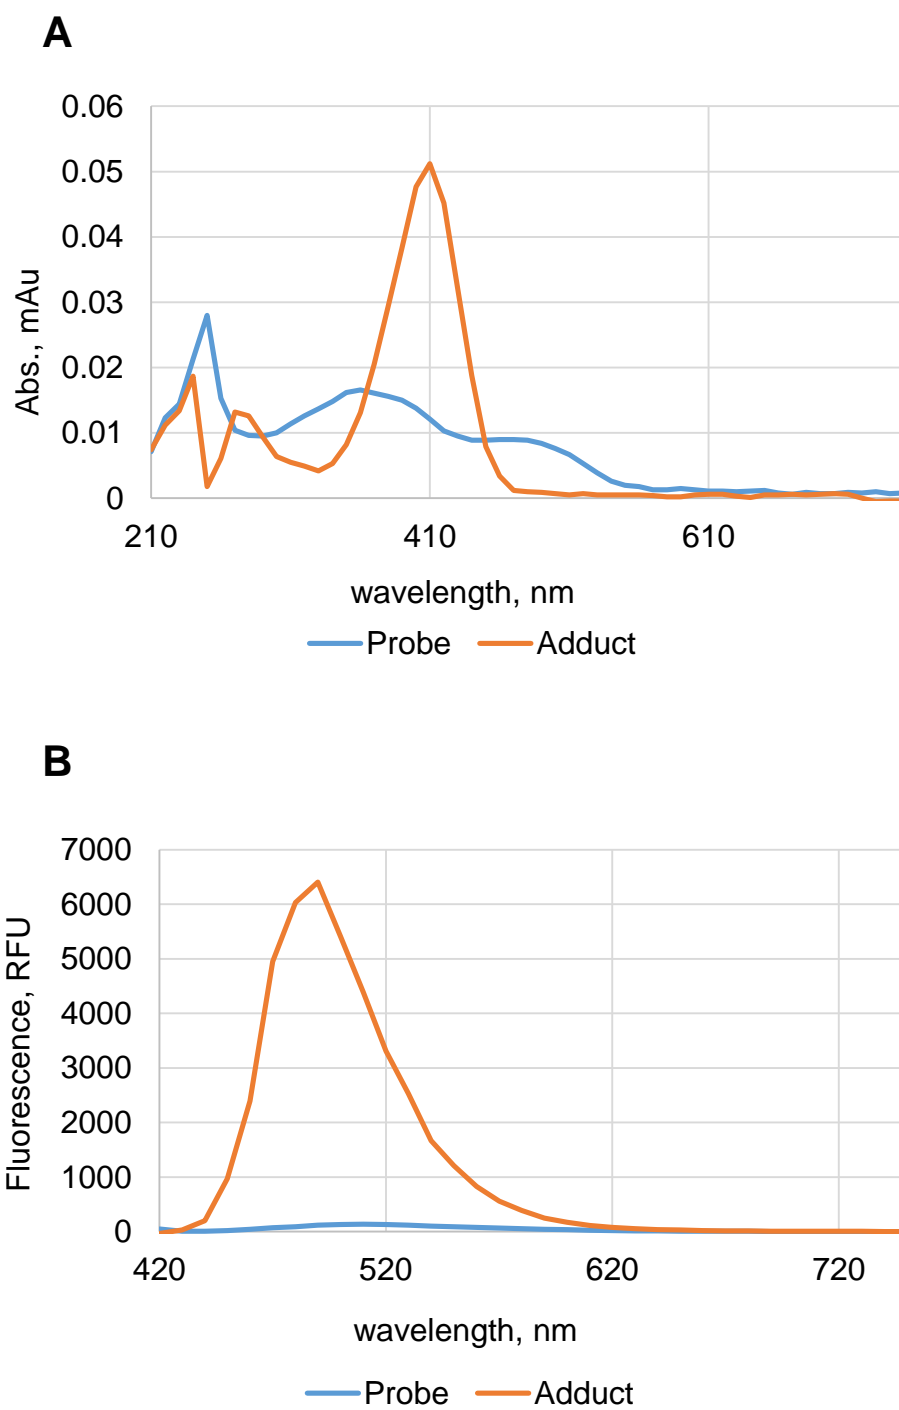 A
0.06
0.05
0.04
0.03
0.02
0.01
0
Abs., mAu
210 410 610
wavelength, nm
Probe Adduct
B
7000
6000
5000
4000
3000
2000
1000
0
Fluorescence, RFU
420 520 620 720
wavelength, nm
Probe Adduct